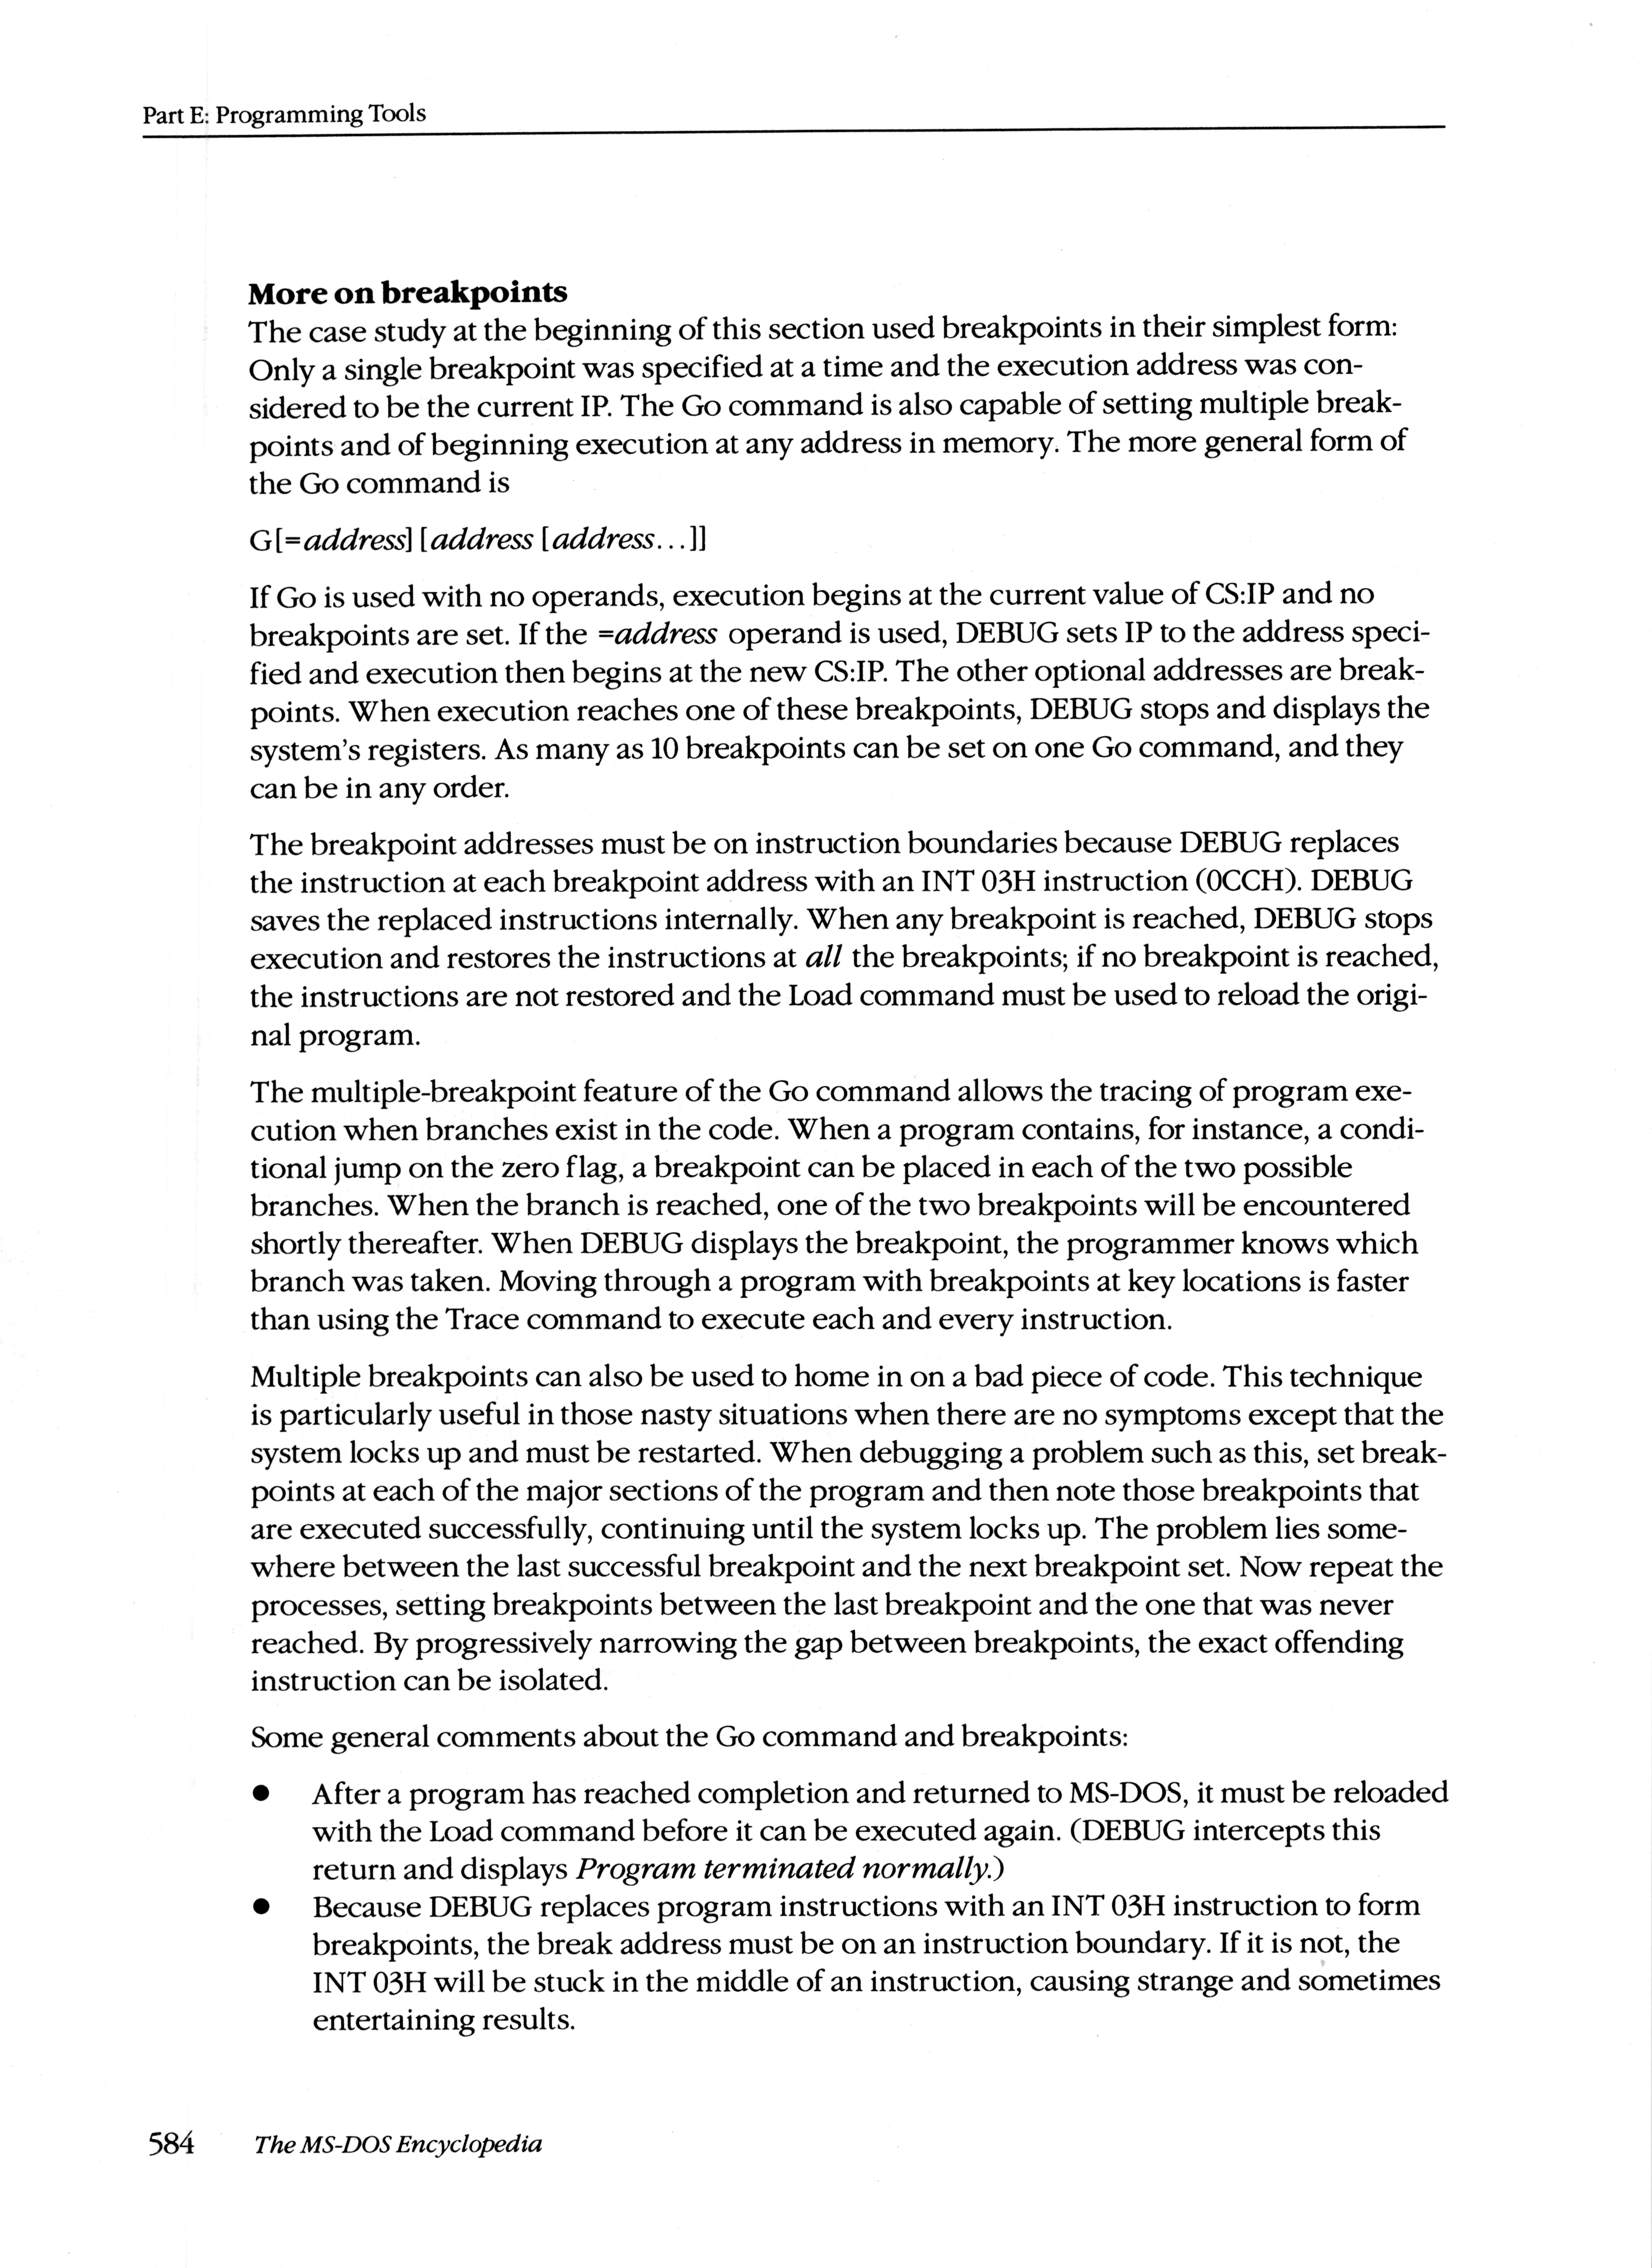 Part E: Programming Tools
More on breakpoints
The case study at the beginning of this section used breakpoints in their simplest form:
Only a single breakpoint was specified at a time and the execution address was con-
sidered to be the current IP. The Go command is also capable of setting multiple break-
points and of beginning execution at any address in memory. The more general form of
the Go command is
G[=address] [address [address...]]
If Go is used with no operands, execution begins at the current value of CS:IP and no
breakpoints are set. If the =address operand is used, DEBUG sets IP to the address speci-
fied and execution then begins at the new CS:IP. The other optional addresses are break-
points. When execution reaches one of these breakpoints, DEBUG stops and displays the
system's registers. As many as 10 breakpoints can be set on one Go command, and they
can be in any order.
The breakpoint addresses must be on instruction boundaries because DEBUG replaces
the instruction at each breakpoint address with an INT 03H instruction (0CCH). DEBUG
saves the replaced instructions internally. When any breakpoint is reached, DEBUG stops
execution and restores the instructions at all the breakpoints; if no breakpoint is reached,
the instructions are not restored and the Load command must be used to reload the origi-
nal program.
The multiple-breakpoint feature of the Go command allows the tracing of program exe-
cution when branches exist in the code. When a program contains, for instance, a condi-
tional jump on the zero flag, a breakpoint can be placed in each of the two possible
branches. When the branch is reached, one of the two breakpoints will be encountered
shortly thereafter. When DEBUG displays the breakpoint, the programmer knows which
branch was taken. Moving through a program with breakpoints at key locations is faster
than using the Trace command to execute each and every instruction.
Multiple breakpoints can also be used to home in on a bad piece of code. This technique
is particularly useful in those nasty situations when there are no symptoms except that the
system locks up and must be restarted. When debugging a problem such as this, set break-
points at each of the major sections of the program and then note those breakpoints that
are executed successfully, continuing until the system locks up. The problem lies some-
where between the last successful breakpoint and the next breakpoint set. Now repeat the
processes, setting breakpoints between the last breakpoint and the one that was never
reached. By progressively narrowing the gap between breakpoints, the exact offending
instruction can be isolated.
Some general comments about the Go command and breakpoints:
● After a program has reached completion and returned to MS-DOS, it must be reloaded
with the Load command before it can be executed again. (DEBUG intercepts this
return and displays Program terminated normally.)
● Because DEBUG replaces program instructions with an INT 03H instruction to form
breakpoints, the break address must be on an instruction boundary. If it is not, the
INT 03H will be stuck in the middle of an instruction, causing strange and sometimes
entertaining results.
584 The MS-DOS Encyclopedia